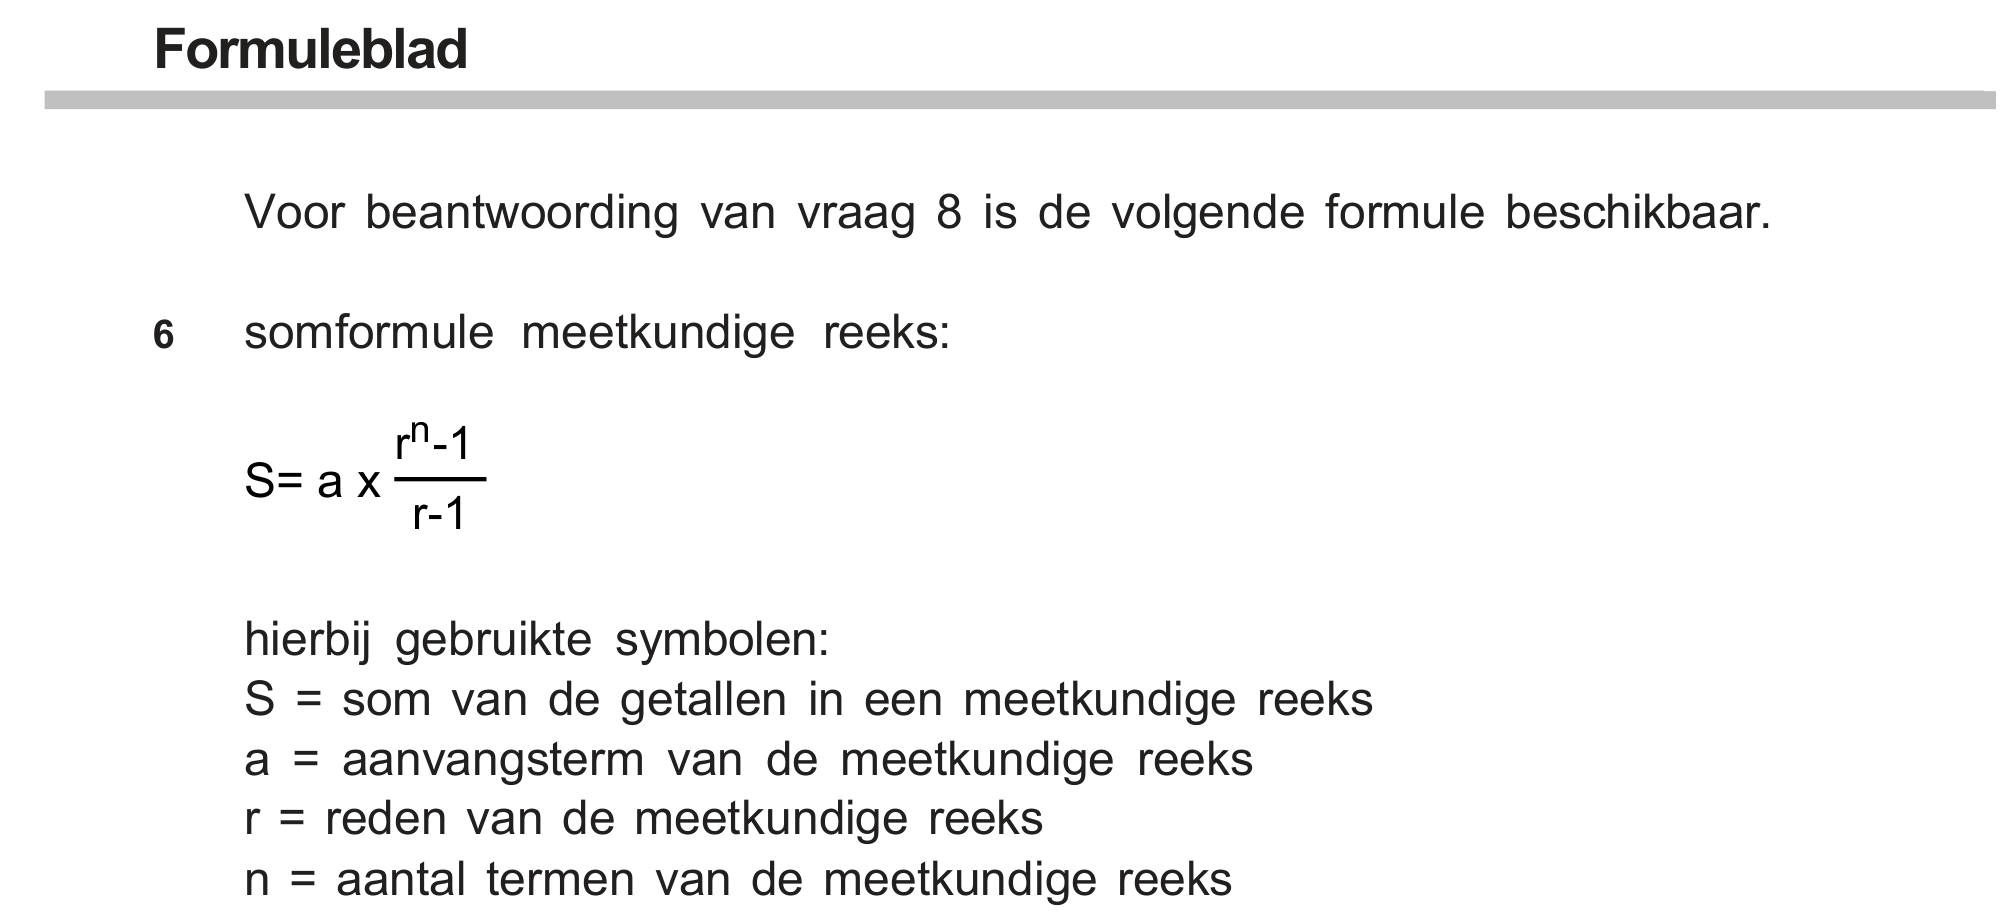 Formuleblad
Voor beantwoording van vraag 8 is de volgende formule beschikbaar.
6 somformule meetkundige reeks:
S= a x (rⁿ-1)/(r-1)
hierbij gebruikte symbolen:
S = som van de getallen in een meetkundige reeks
a = aanvangsterm van de meetkundige reeks
r = reden van de meetkundige reeks
n = aantal termen van de meetkundige reeks